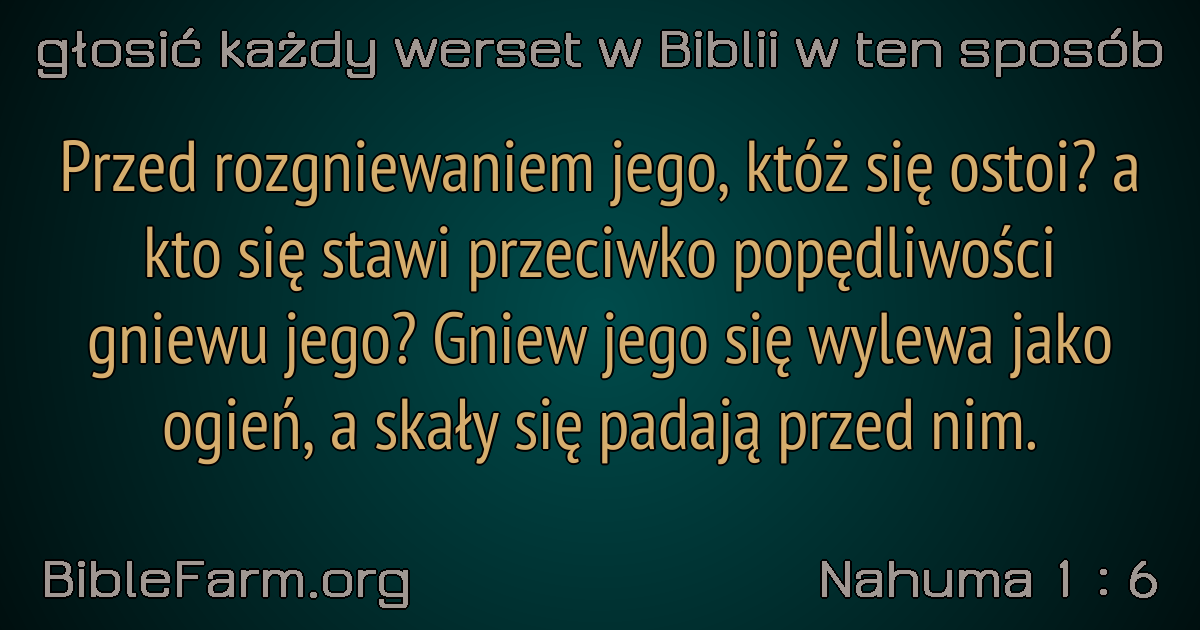 głosić każdy werset w Biblii w ten sposób
Przed rozgniewaniem jego, któż się ostoi? a
kto się stawi przeciwko popędliwości
gniewu jego? Gniew jego się wylewa jako
ogień, a skały się padają przed nim.
BibleFarm.org
Nahuma 1 : 6